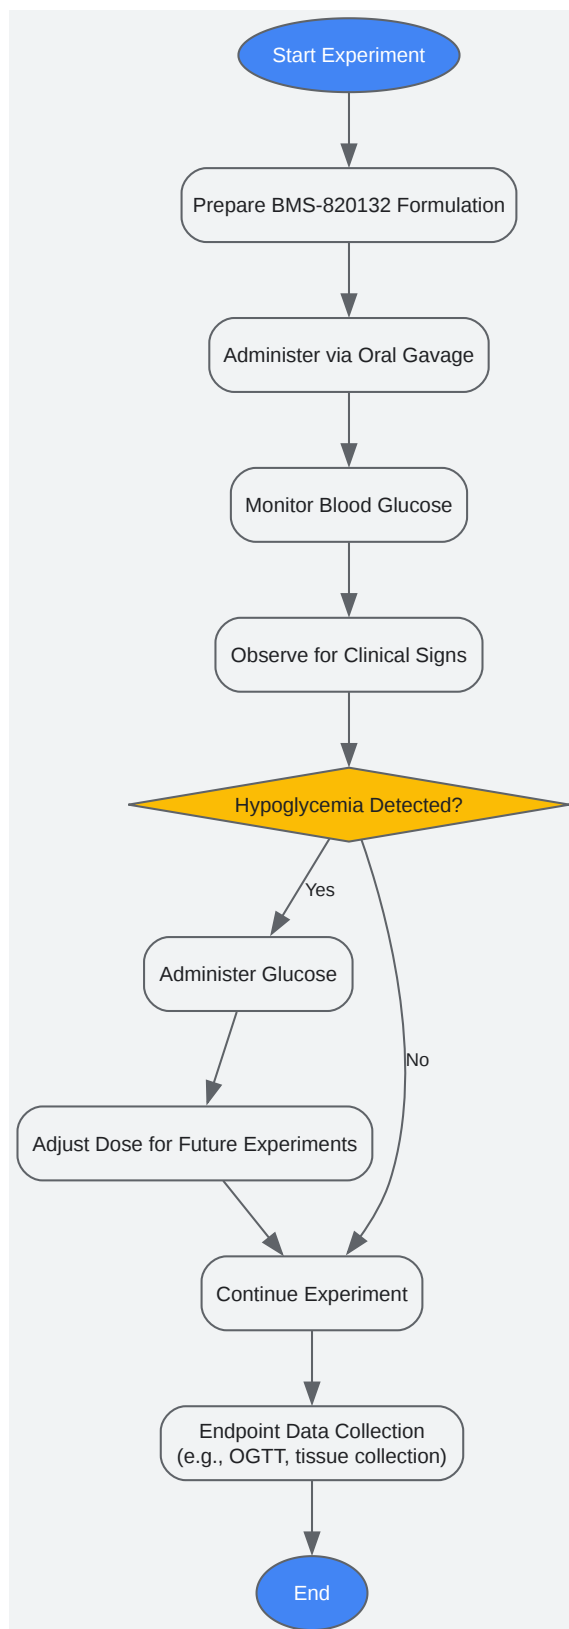 Start Experiment
Prepare BMS-820132 Formulation
Administer via Oral Gavage
Monitor Blood Glucose
Observe for Clinical Signs
Hypoglycemia Detected?
Yes
Administer Glucose
No
Adjust Dose for Future Experiments
Continue Experiment
Endpoint Data Collection
(e.g., OGTT, tissue collection)
End